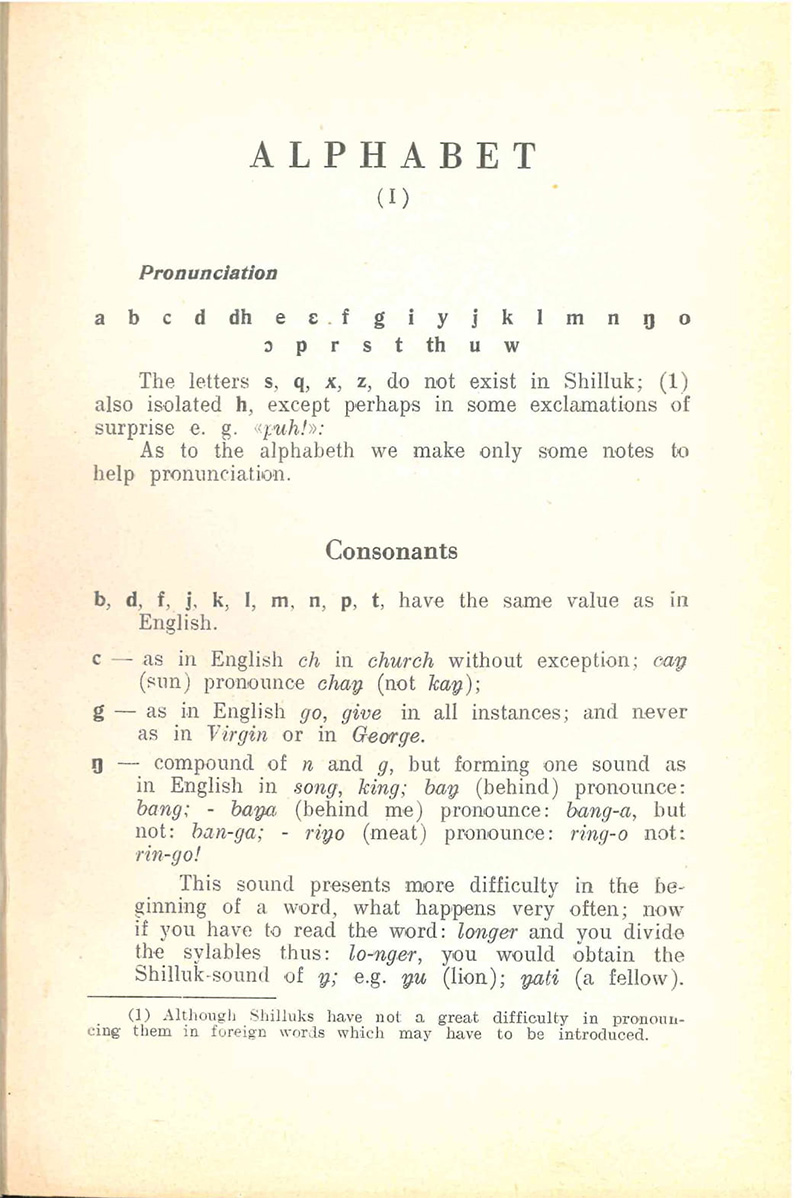 ALPHABET
(I)
Pronunciation
a b c d dh e ɛ f g i y j k l m n ŋ o
ɔ p r s t th u w
The letters s, q, x, z, do not exist in Shilluk; (1)
also isolated h, except perhaps in some exclamations of
surprise e. g. «puh!»:
As to the alphabeth we make only some notes to
help pronunciation.
Consonants
b, d, f, j, k, l, m, n, p, t, have the same value as in
English.
c — as in English ch in church without exception; caŋ
(sun) pronounce chaŋ (not kaŋ);
g — as in English go, give in all instances; and never
as in Virgin or in George.
ŋ — compound of n and g, but forming one sound as
in English in song, king; baŋ (behind) pronounce:
bang; - baŋa (behind me) pronounce: bang-a, but
not: ban-ga; - riŋo (meat) pronounce: ring-o not:
rin-go!
This sound presents more difficulty in the be-
ginning of a word, what happens very often; now
if you have to read the word: longer and you divide
the sylables thus: lo-nger, you would obtain the
Shilluk-sound of ŋ; e.g. ŋu (lion); ŋati (a fellow).
(1) Although Shilluks have not a great difficulty in pronoun-
cing them in foreign words which may have to be introduced.